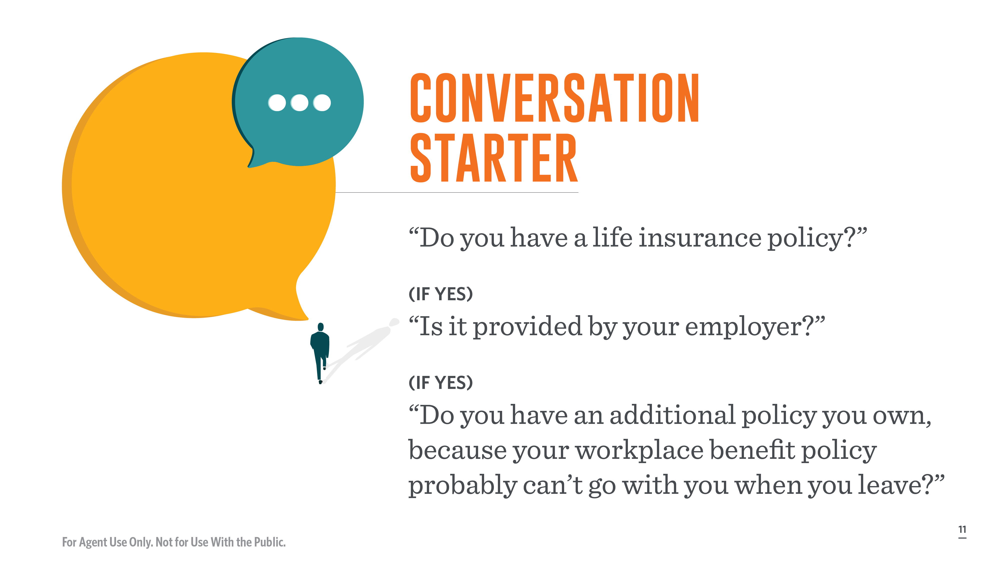 CONVERSATION
STARTER
“Do you have a life insurance policy?”
(IF YES)
“Is it provided by your employer?”
(IF YES)
“Do you have an additional policy you own,
because your workplace benefit policy
probably can’t go with you when you leave?”
11
For Agent Use Only. Not for Use With the Public.